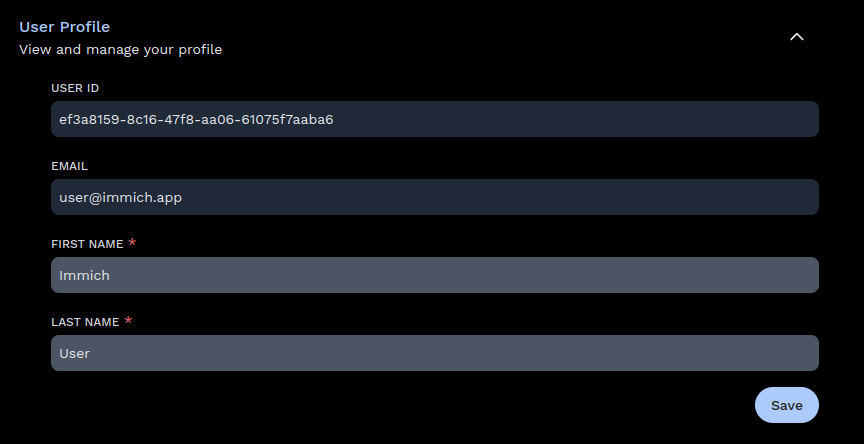 User Profile
View and manage your profile
USER ID
ef3a8159-8c16-47f8-aa06-61075f7aaba6
EMAIL
user@immich.app
FIRST NAME *
Immich
LAST NAME *
User
Save